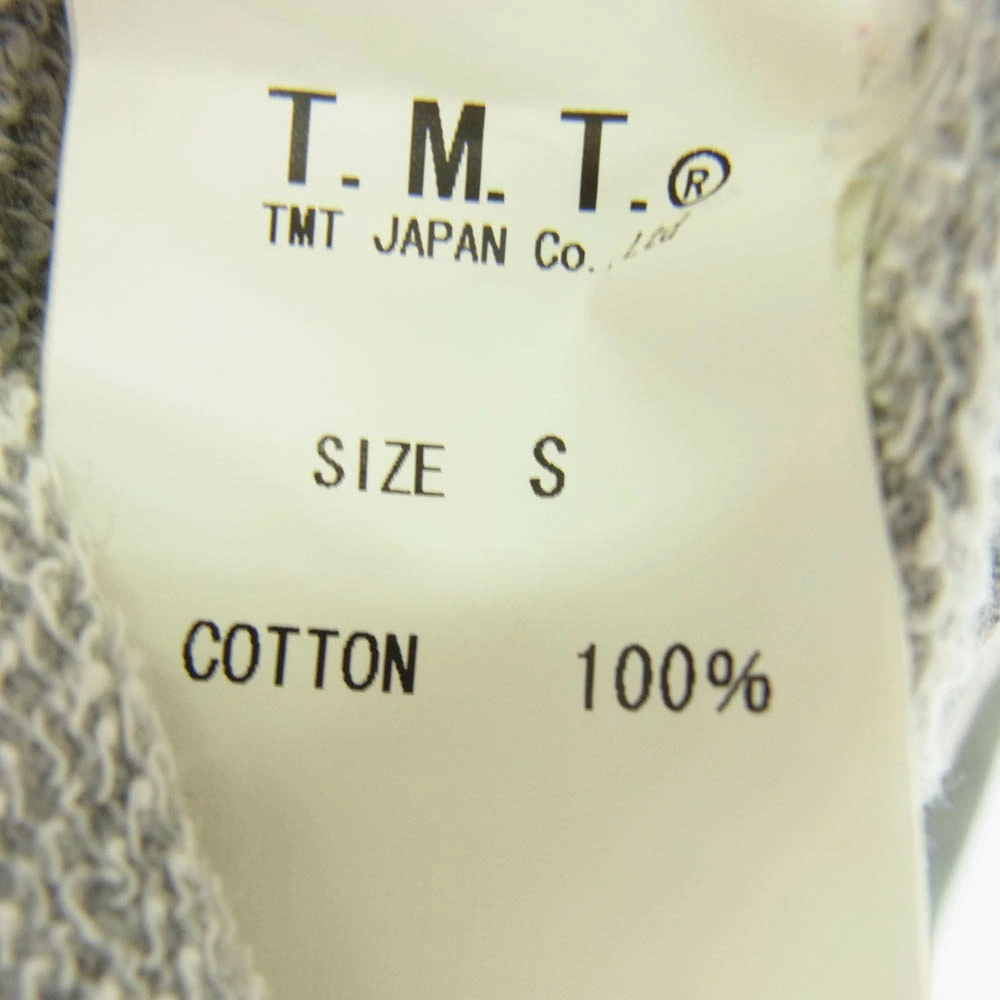 T. M. T.®
TMT JAPAN Co., Ltd
SIZE S
COTTON 100%